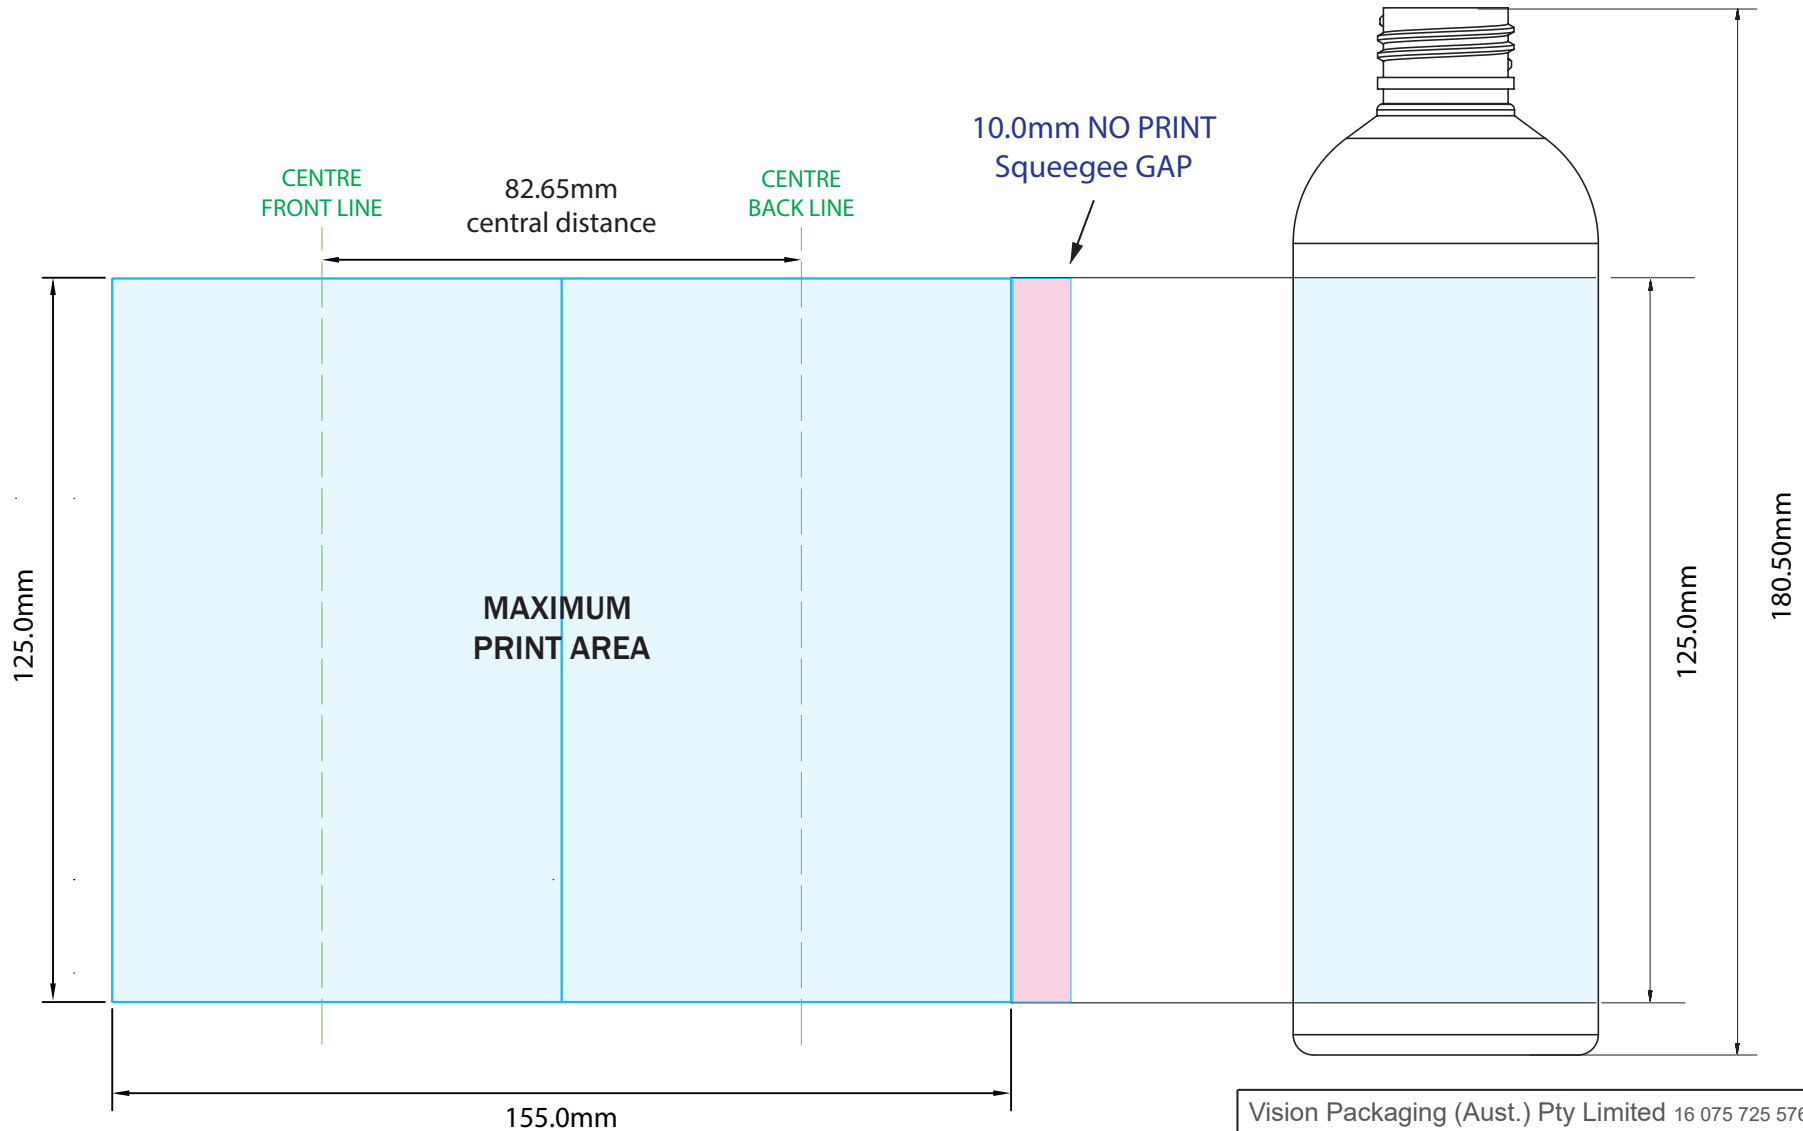 10.0mm NO PRINT
Squeegee GAP
CENTRE
FRONT LINE
82.65mm
central distance
CENTRE
BACK LINE
125.0mm
MAXIMUM
PRINT AREA
125.0mm
180.50mm
155.0mm
Vision Packaging (Aust.) Pty Limited 16 075 725 576